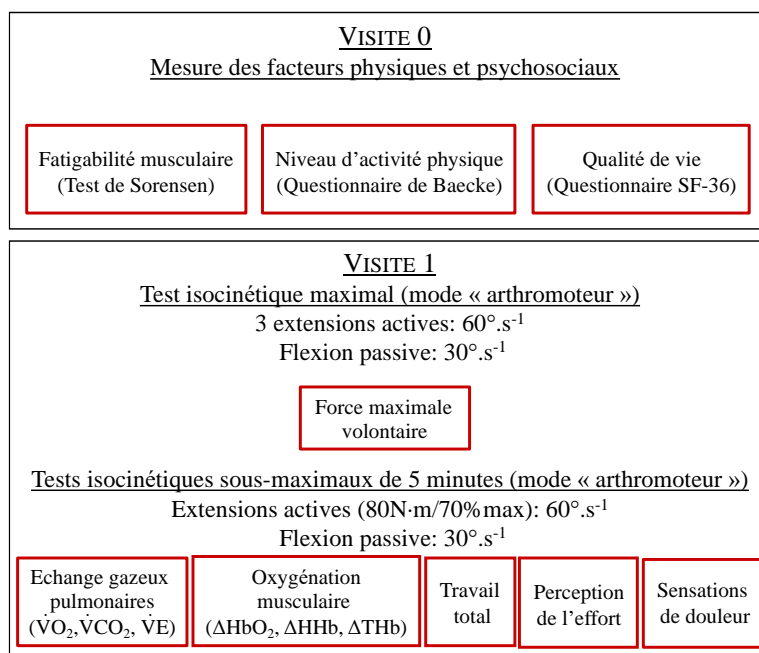 VISITE 0
Mesure des facteurs physiques et psychosociaux
Fatigabilité musculaire
(Test de Sorensen)
Niveau d'activité physique
(Questionnaire de Baecke)
Qualité de vie
(Questionnaire SF-36)
VISITE 1
Test isocinétique maximal (mode « arthromoteur »)
3 extensions actives: 60°.s⁻¹
Flexion passive: 30°.s⁻¹
Force maximale
volontaire
Tests isocinétiques sous-maximaux de 5 minutes (mode « arthromoteur »)
Extensions actives (80N·m/70%max): 60°.s⁻¹
Flexion passive: 30°.s⁻¹
Echange gazeux
pulmonaires
(V̇O₂,V̇CO₂, V̇E)
Oxygénation
musculaire
(ΔHbO₂, ΔHHb, ΔTHb)
Travail
total
Perception
de l'effort
Sensations
de douleur